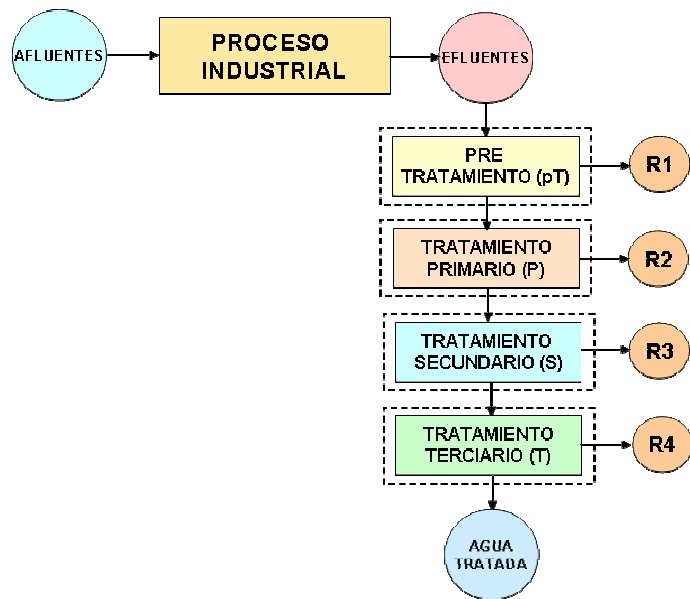 AFLUENTES
PROCESO
INDUSTRIAL
EFLUENTES
PRE
TRATAMIENTO (pT)
R1
TRATAMIENTO
PRIMARIO (P)
R2
TRATAMIENTO
SECUNDARIO (S)
R3
TRATAMIENTO
TERCIARIO (T)
R4
AGUA
TRATADA